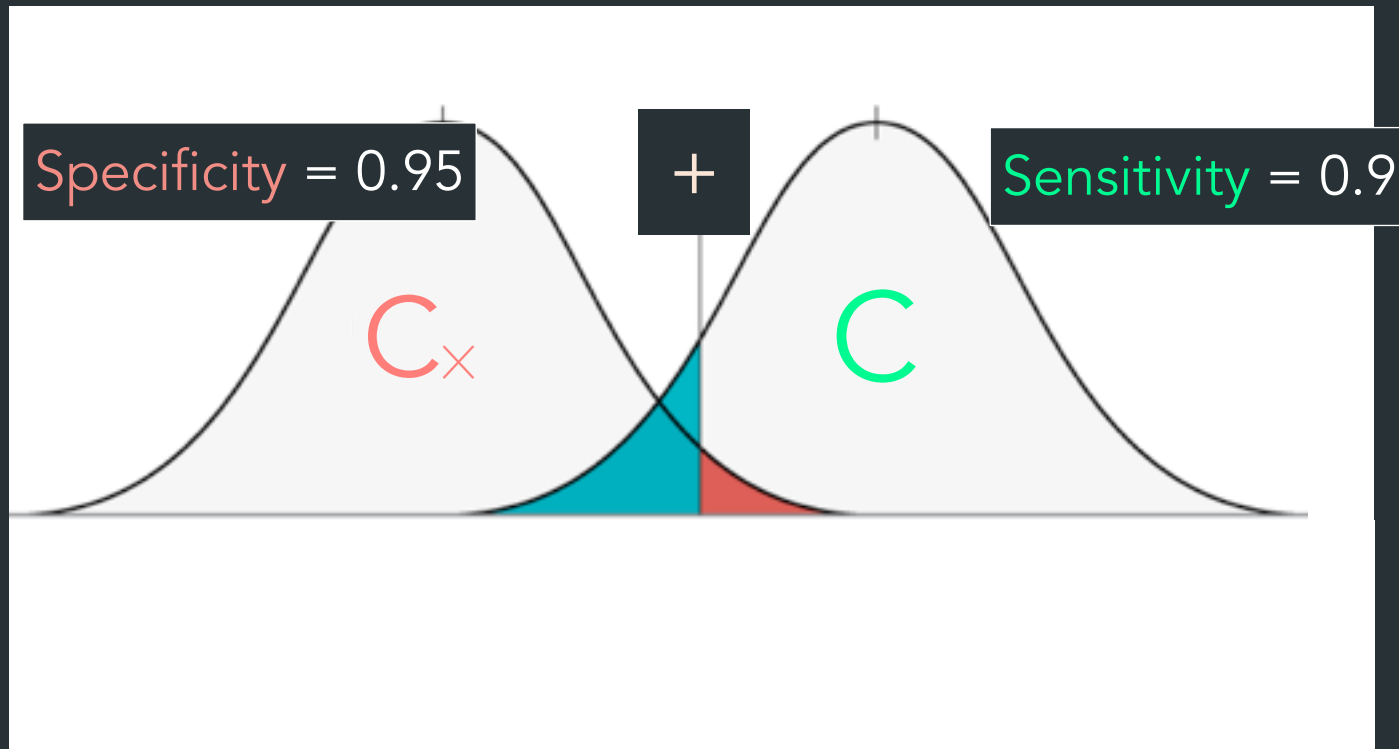 Specificity = 0.95
+
Sensitivity = 0.9
Cx
C